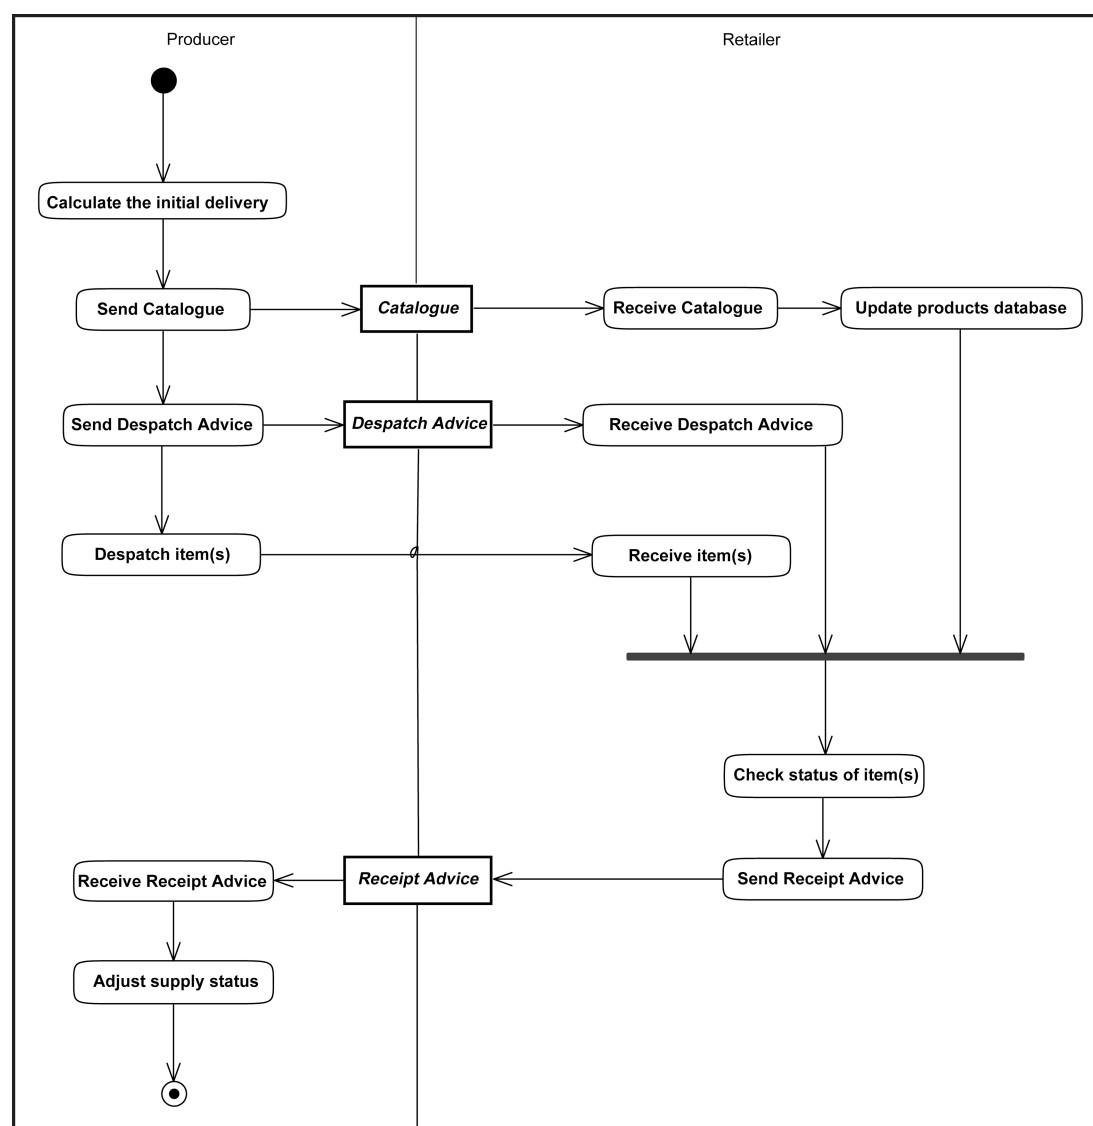 Producer
Retailer
Calculate the initial delivery
Send Catalogue
Catalogue
Receive Catalogue
Update products database
Send Despatch Advice
Despatch Advice
Receive Despatch Advice
Despatch item(s)
Receive item(s)
Check status of item(s)
Receive Receipt Advice
Receipt Advice
Send Receipt Advice
Adjust supply status